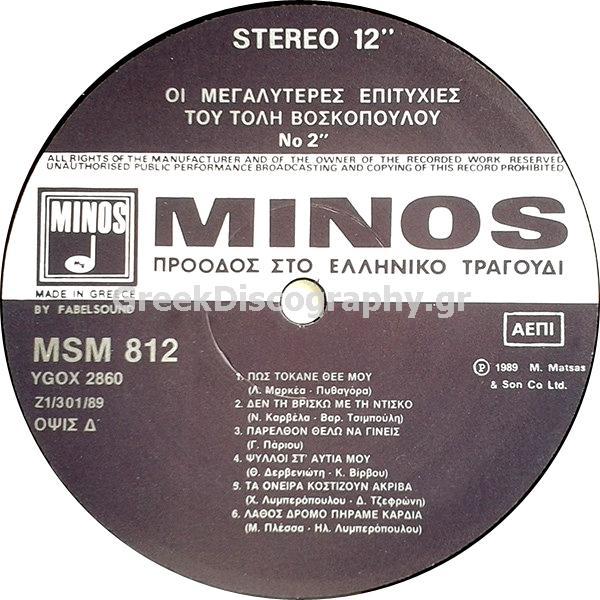 STEREO 12"
ΟΙ ΜΕΓΑΛΥΤΕΡΕΣ ΕΠΙΤΥΧΙΕΣ
ΤΟΥ ΤΟΛΗ ΒΟΣΚΟΠΟΥΛΟΥ
Νο 2"
ALL RIGHTS OF THE MANUFACTURER AND OF THE OWNER OF THE RECORDED WORK RESERVED
UNAUTHORISED PUBLIC PERFORMANCE BROADCASTING AND COPYING OF THIS RECORD PROHIBITED
MINOS
MINOS
ΠΡΟΟΔΟΣ ΣΤΟ ΕΛΛΗΝΙΚΟ ΤΡΑΓΟΥΔΙ
MADE IN GREECE
BY FABELSOUND
GreekDiscography.gr
ΑΕΠΙ
MSM 812
YGOX 2860
Ζ1/301/89
ΟΨΙΣ Δ΄
℗ 1989 M. Matsas
& Son Co Ltd.
1. ΠΩΣ ΤΟΚΑΝΕ ΘΕΕ ΜΟΥ
(Λ. Μαρκέα - Πυθαγόρα)
2. ΔΕΝ ΤΗ ΒΡΙΣΚΩ ΜΕ ΤΗ ΝΤΙΣΚΟ
(Ν. Καρβέλα - Βαρ. Τσιμπούλη)
3. ΠΑΡΕΛΘΟΝ ΘΕΛΩ ΝΑ ΓΙΝΕΙΣ
(Γ. Πάριου)
4. ΨΥΛΛΟΙ ΣΤ' ΑΥΤΙΑ ΜΟΥ
(Θ. Δερβενιώτη - Κ. Βίρβου)
5. ΤΑ ΟΝΕΙΡΑ ΚΟΣΤΙΖΟΥΝ ΑΚΡΙΒΑ
(Χ. Λυμπερόπουλου - Δ. Τζεφρώνη)
6. ΛΑΘΟΣ ΔΡΟΜΟ ΠΗΡΑΜΕ ΚΑΡΔΙΑ
(Μ. Πλέσσα - Ηλ. Λυμπερόπουλου)